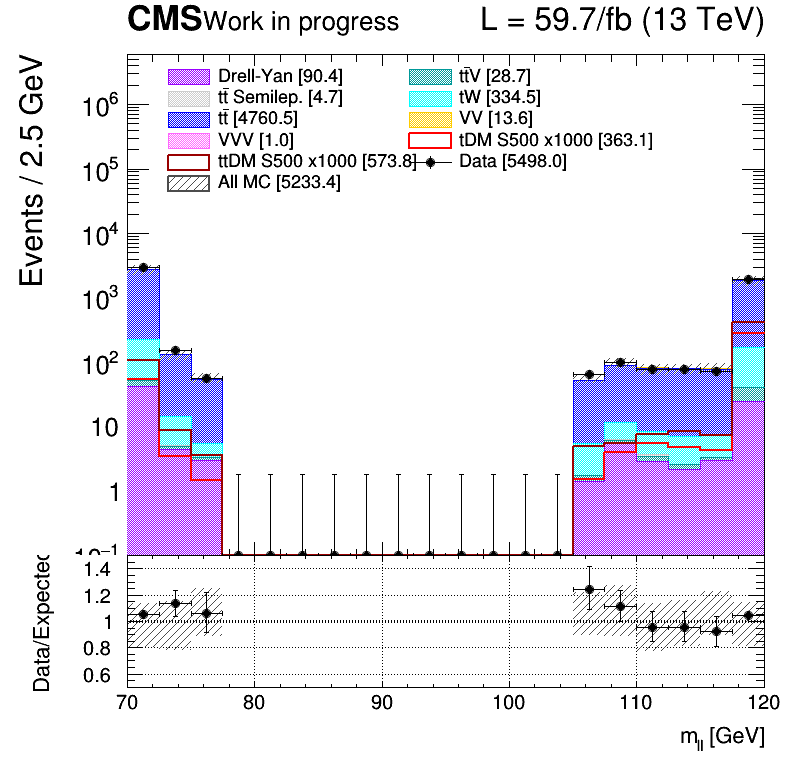 CMS Work in progress L = 59.7/fb (13 TeV)
Events / 2.5 GeV
Drell-Yan [90.4] tt̄V [28.7]
tt̄ Semilep. [4.7] tW [334.5]
tt̄ [4760.5] VV [13.6]
VVV [1.0] tDM S500 x1000 [363.1]
ttDM S500 x1000 [573.8] Data [5498.0]
All MC [5233.4]
10⁶
10⁵
10⁴
10³
10²
10
1
10⁻¹
Data/Expected
1.4
1.2
1
0.8
0.6
70 80 90 100 110 120
m_ll [GeV]